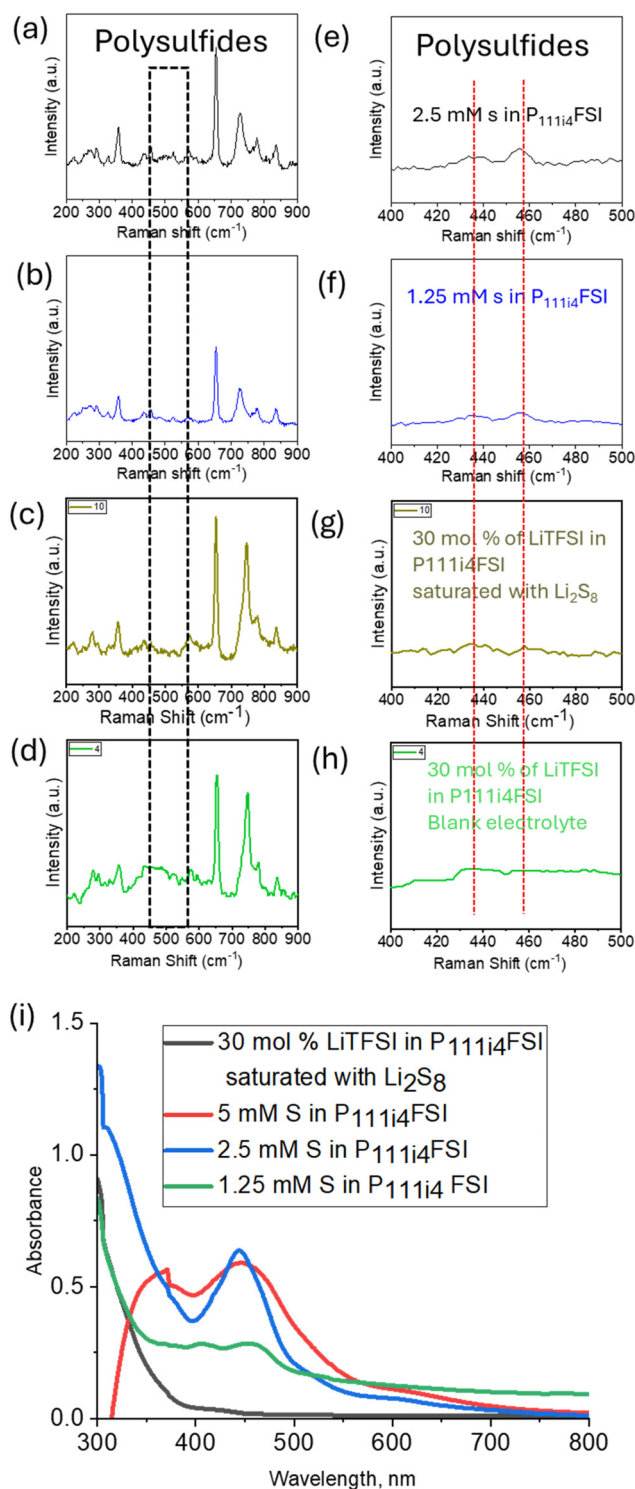 (a)
Polysulfides
Intensity (a.u.)
200 300 400 500 600 700 800 900
Raman shift (cm⁻¹)
(e)
Polysulfides
2.5 mM s in P₁₁₁ᵢ₄FSI
Intensity (a.u.)
400 420 440 460 480 500
Raman shift (cm⁻¹)
(b)
Intensity (a.u.)
200 300 400 500 600 700 800 900
Raman shift (cm⁻¹)
(f)
1.25 mM s in P₁₁₁ᵢ₄FSI
Intensity (a.u.)
400 420 440 460 480 500
Raman shift (cm⁻¹)
(c)
10
Intensity (a.u.)
200 300 400 500 600 700 800 900
Raman Shift (cm⁻¹)
(g)
10
30 mol % of LiTFSI in
P111i4FSI
saturated with Li₂S₈
Intensity (a.u.)
400 420 440 460 480 500
Raman Shift (cm⁻¹)
(d)
4
Intensity (a.u.)
200 300 400 500 600 700 800 900
Raman Shift (cm⁻¹)
(h)
4
30 mol % of LiTFSI
in P111i4FSI
Blank electrolyte
Intensity (a.u.)
400 420 440 460 480 500
Raman Shift (cm⁻¹)
(i)
1.5
1.0
0.5
0.0
Absorbance
30 mol % LiTFSI in P₁₁₁ᵢ₄FSI
saturated with Li₂S₈
5 mM S in P₁₁₁ᵢ₄FSI
2.5 mM S in P₁₁₁ᵢ₄FSI
1.25 mM S in P₁₁₁ᵢ₄ FSI
300 400 500 600 700 800
Wavelength, nm